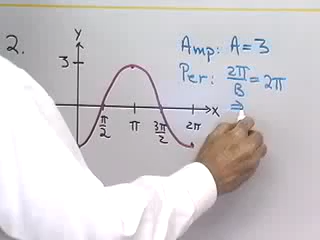 2.
y
3
π/2
π
3π/2
2π
x
Amp: A = 3
Per: 2π/B = 2π
⇒